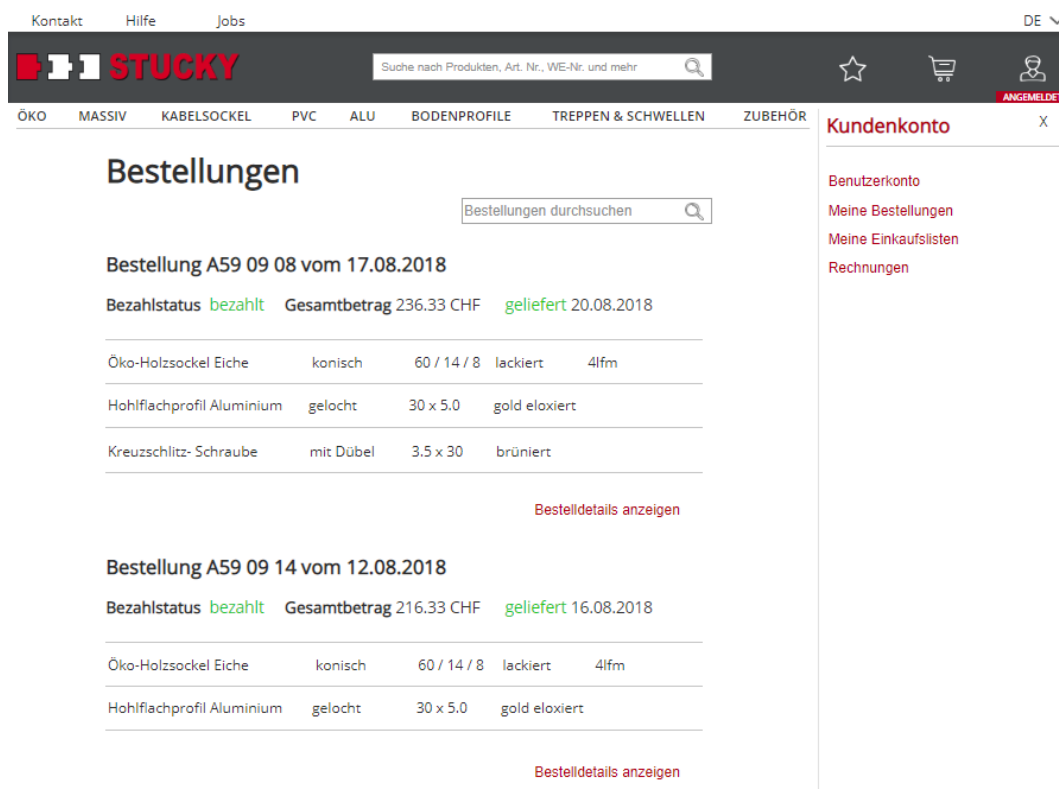 Kontakt Hilfe Jobs DE
STUCKY Suche nach Produkten, Art. Nr., WE-Nr. und mehr
ANGEMELDET
ÖKO MASSIV KABELSOCKEL PVC ALU BODENPROFILE TREPPEN & SCHWELLEN ZUBEHÖR
Kundenkonto X
Benutzerkonto
Meine Bestellungen
Meine Einkaufslisten
Rechnungen
Bestellungen
Bestellungen durchsuchen
Bestellung A59 09 08 vom 17.08.2018
Bezahlstatus bezahlt Gesamtbetrag 236.33 CHF geliefert 20.08.2018
Öko-Holzsockel Eiche konisch 60 / 14 / 8 lackiert 4lfm
Hohlflachprofil Aluminium gelocht 30 x 5.0 gold eloxiert
Kreuzschlitz- Schraube mit Dübel 3.5 x 30 brüniert
Bestelldetails anzeigen
Bestellung A59 09 14 vom 12.08.2018
Bezahlstatus bezahlt Gesamtbetrag 216.33 CHF geliefert 16.08.2018
Öko-Holzsockel Eiche konisch 60 / 14 / 8 lackiert 4lfm
Hohlflachprofil Aluminium gelocht 30 x 5.0 gold eloxiert
Bestelldetails anzeigen